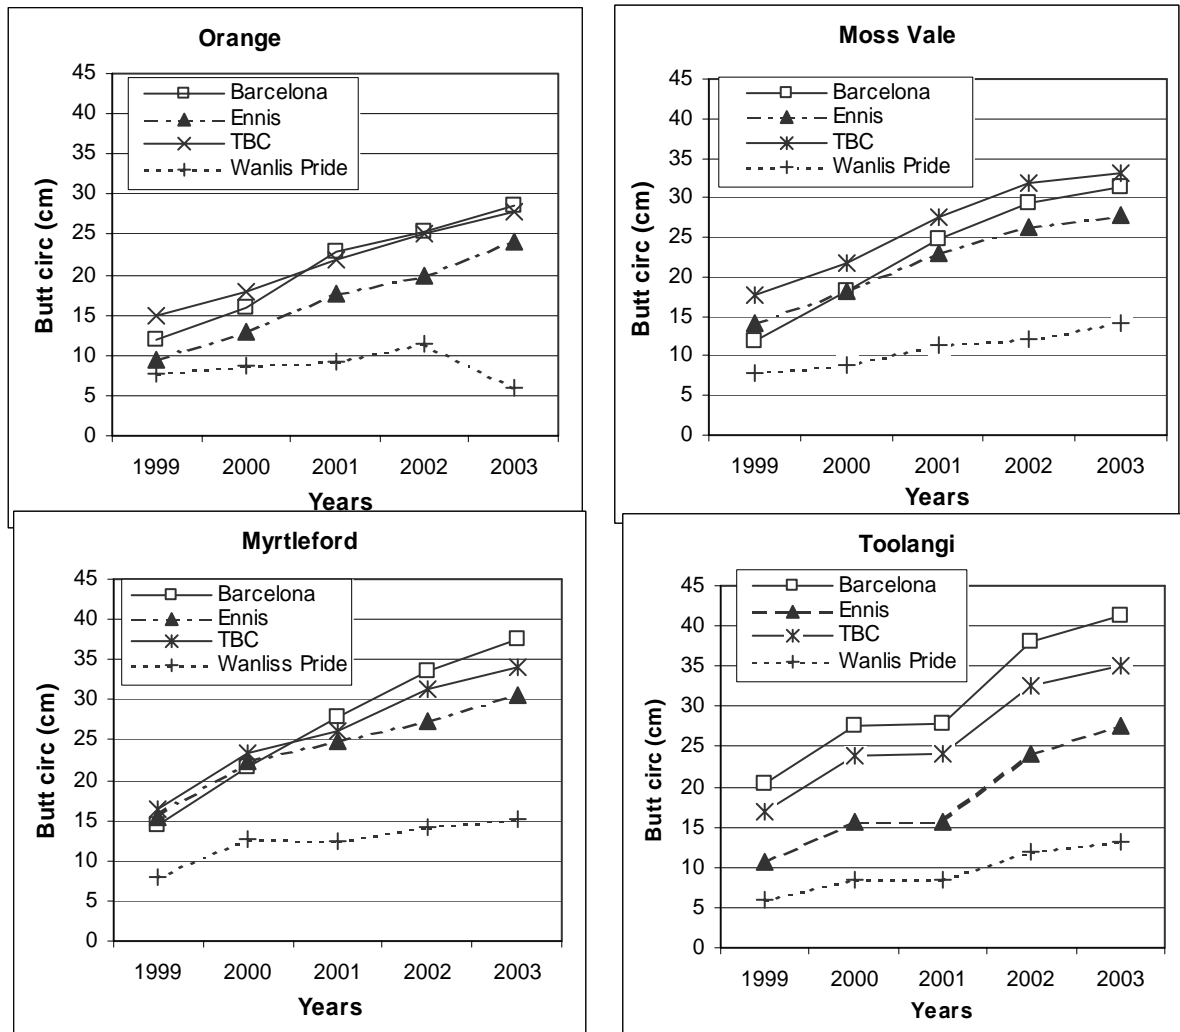 Orange
45
40
35
30
25
20
15
10
5
0
Butt circ (cm)
Barcelona
Ennis
TBC
Wanlis Pride
1999 2000 2001 2002 2003
Years
Moss Vale
45
40
35
30
25
20
15
10
5
0
Butt circ (cm)
Barcelona
Ennis
TBC
Wanlis Pride
1999 2000 2001 2002 2003
Years
Myrtleford
45
40
35
30
25
20
15
10
5
0
Butt circ (cm)
Barcelona
Ennis
TBC
Wanliss Pride
1999 2000 2001 2002 2003
Years
Toolangi
45
40
35
30
25
20
15
10
5
0
Butt circ (cm)
Barcelona
Ennis
TBC
Wanlis Pride
1999 2000 2001 2002 2003
Years